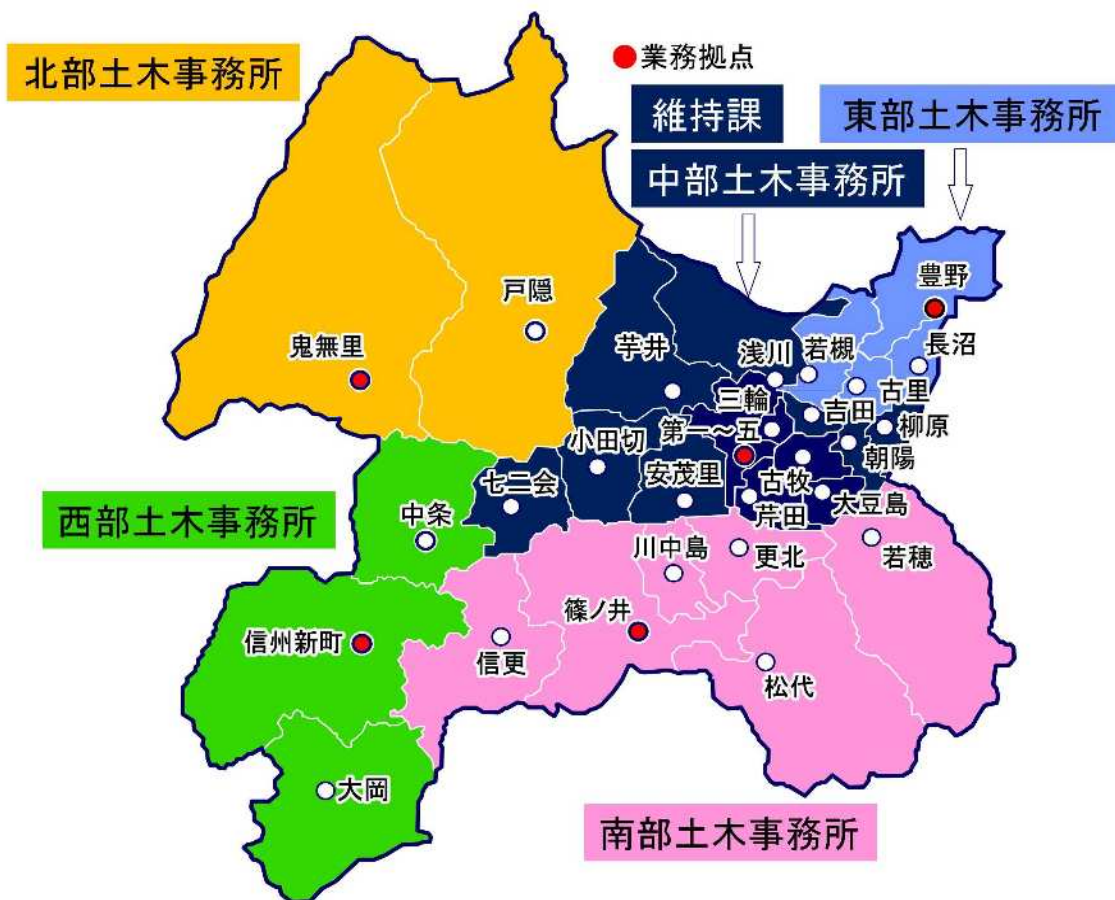 北部土木事務所
業務拠点
維持課
中部土木事務所
東部土木事務所
豊野
戸隠
長沼
鬼無里
芋井
浅川
若槻
古里
三輪
吉田
柳原
第一~五
小田切
朝陽
七二会
安茂里
古牧
大豆島
芹田
西部土木事務所
中条
川中島
更北
若穂
篠ノ井
信州新町
信更
松代
大岡
南部土木事務所